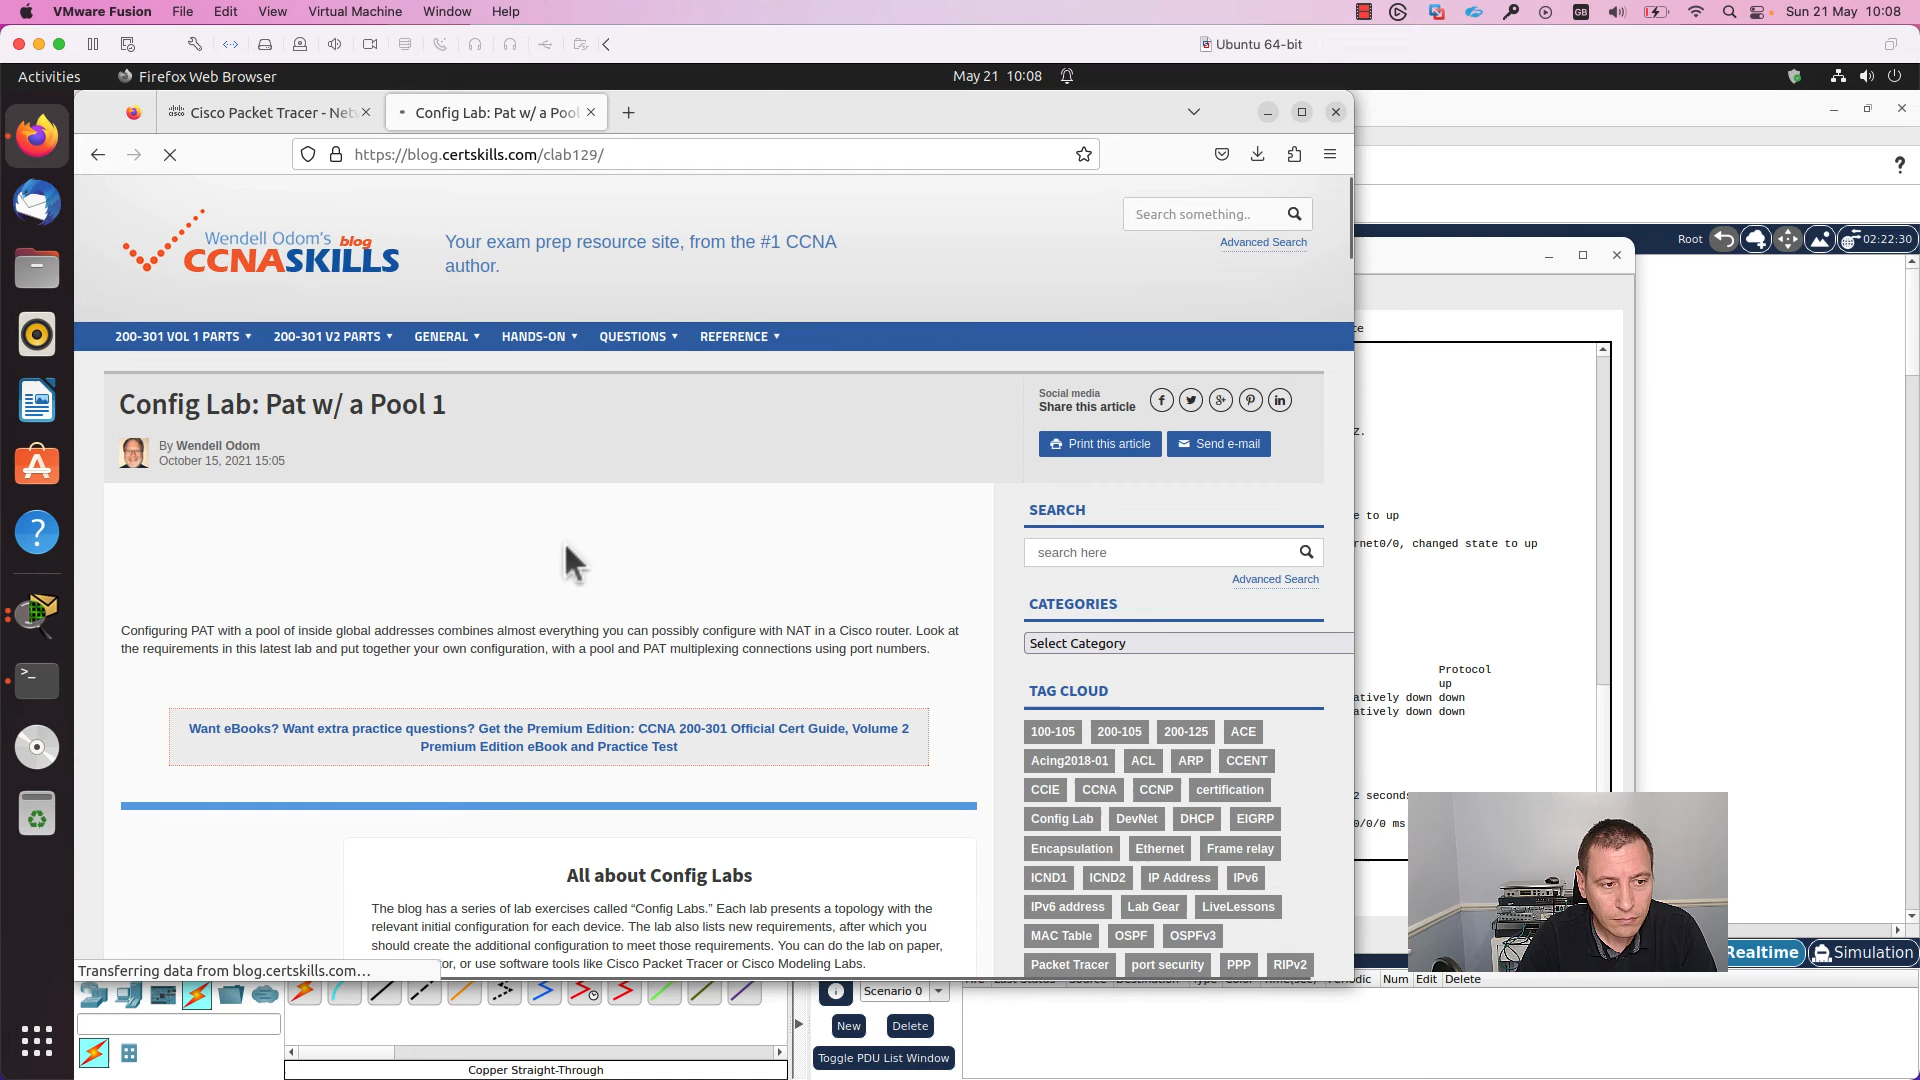 VMware Fusion File Edit View Virtual Machine Window Help
GB
Sun 21 May 10:08
Ubuntu 64-bit
Activities
Firefox Web Browser
May 21 10:08
Cisco Packet Tracer - Net
Config Lab: Pat w/ a Pool
https://blog.certskills.com/clab129/
Wendell Odom's blog
CCNASKILLS
Your exam prep resource site, from the #1 CCNA
author.
Search something..
Advanced Search
200-301 VOL 1 PARTS
200-301 V2 PARTS
GENERAL
HANDS-ON
QUESTIONS
REFERENCE
Config Lab: Pat w/ a Pool 1
By Wendell Odom
October 15, 2021 15:05
Social media
Share this article
Print this article
Send e-mail
Configuring PAT with a pool of inside global addresses combines almost everything you can possibly configure with NAT in a Cisco router. Look at
the requirements in this latest lab and put together your own configuration, with a pool and PAT multiplexing connections using port numbers.
Want eBooks? Want extra practice questions? Get the Premium Edition: CCNA 200-301 Official Cert Guide, Volume 2
Premium Edition eBook and Practice Test
All about Config Labs
The blog has a series of lab exercises called “Config Labs.” Each lab presents a topology with the
relevant initial configuration for each device. The lab also lists new requirements, after which you
should create the additional configuration to meet those requirements. You can do the lab on paper,
tor, or use software tools like Cisco Packet Tracer or Cisco Modeling Labs.
Transferring data from blog.certskills.com…
SEARCH
search here
Advanced Search
CATEGORIES
Select Category
TAG CLOUD
100-105 200-105 200-125 ACE
Acing2018-01 ACL ARP CCENT
CCIE CCNA CCNP certification
Config Lab DevNet DHCP EIGRP
Encapsulation Ethernet Frame relay
ICND1 ICND2 IP Address IPv6
IPv6 address Lab Gear LiveLessons
MAC Table OSPF OSPFv3
Packet Tracer port security PPP RIPv2
Root
02:22:30
te
Z.
e to up
rnet0/0, changed state to up
Protocol
up
atively down down
atively down down
2 seconds
0/0/0 ms
Realtime
Simulation
Scenario 0
New
Delete
Toggle PDU List Window
Fire Last Status Source Destination Type Color Time(sec) Periodic Num Edit Delete
Copper Straight-Through